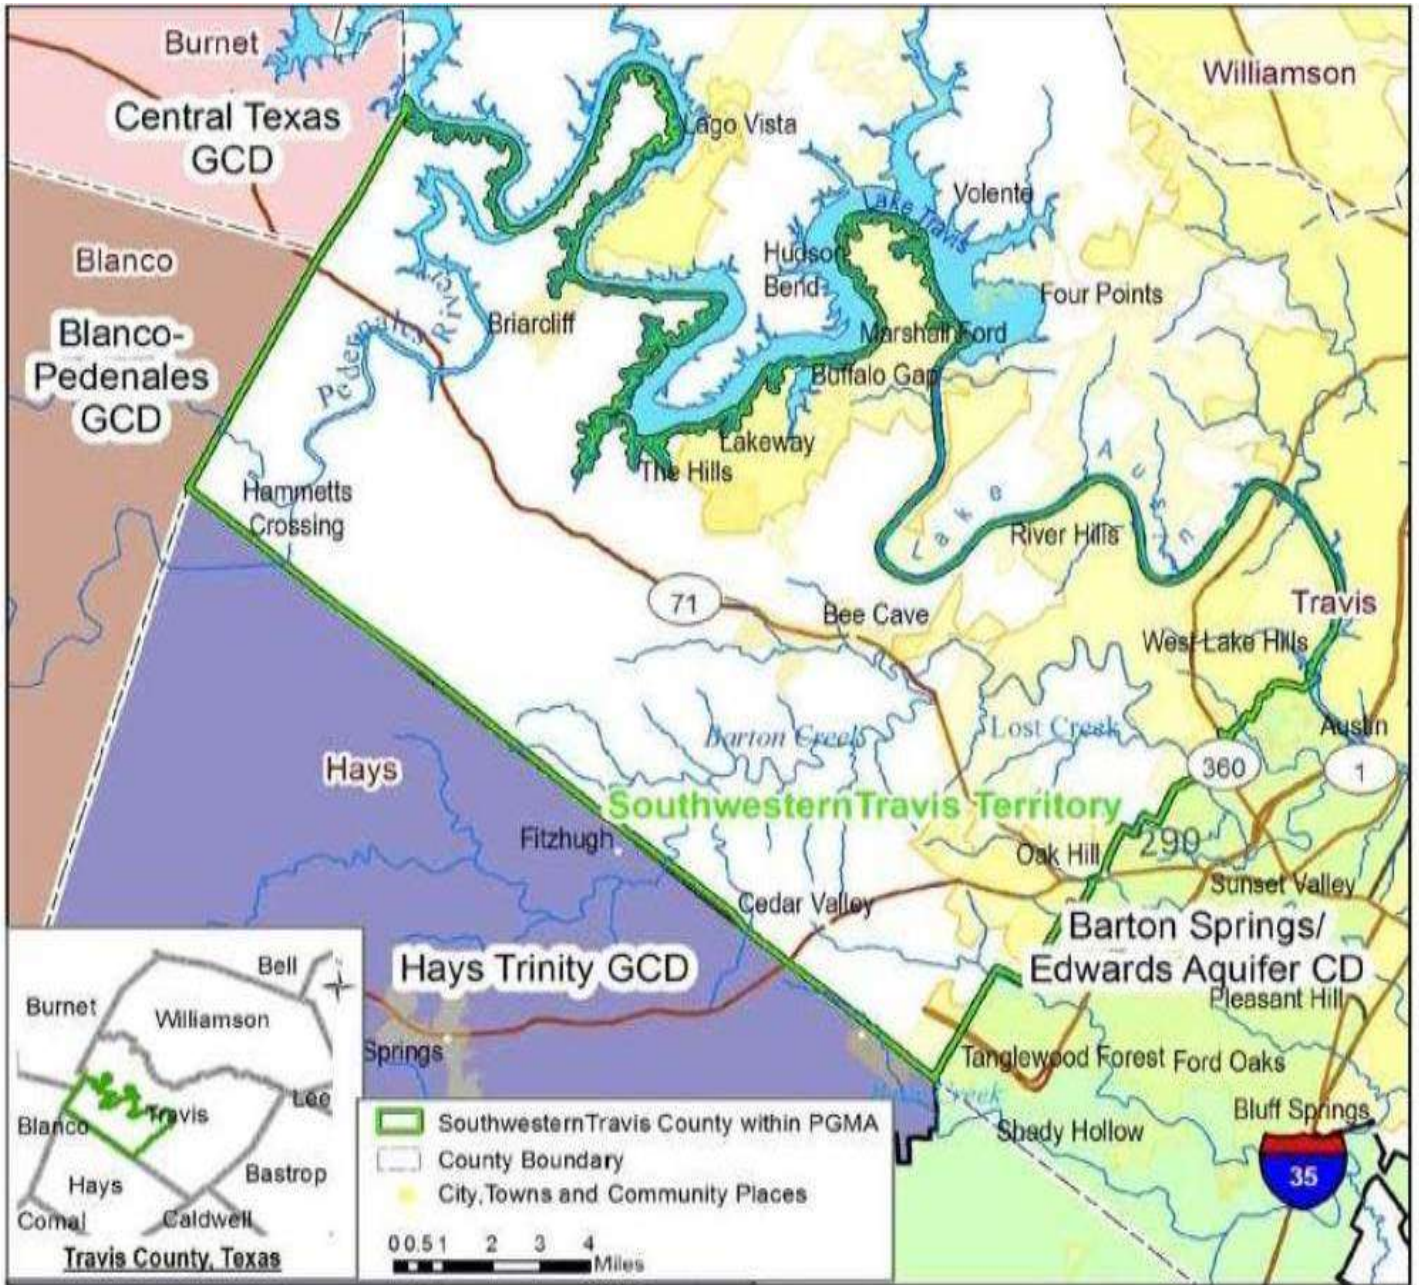 Burnet
Williamson
Central Texas
GCD
Lago Vista
Volente
Lake Travis
Blanco
Hudson
Bend
Four Points
Blanco-
Pedenales
GCD
Pedernales River
Briarcliff
Marshall Ford
Buffalo Gap
Lakeway
The Hills
Hammetts
Crossing
Lake Austin
River Hills
71
Bee Cave
Travis
West Lake Hills
Barton Creek
Lost Creek
Austin
Hays
360
1
SouthwesternTravis Territory
Fitzhugh
290
Oak Hill
Sunset Valley
Cedar Valley
Barton Springs/
Edwards Aquifer CD
Hays Trinity GCD
Pleasant Hill
Springs
Tanglewood Forest
Ford Oaks
Creek
Bluff Springs
Shady Hollow
35
Bell
Burnet
Williamson
Lee
Travis
Blanco
Bastrop
Hays
Comal
Caldwell
Travis County, Texas
SouthwesternTravis County within PGMA
County Boundary
City,Towns and Community Places
0 0.5 1 2 3 4
Miles